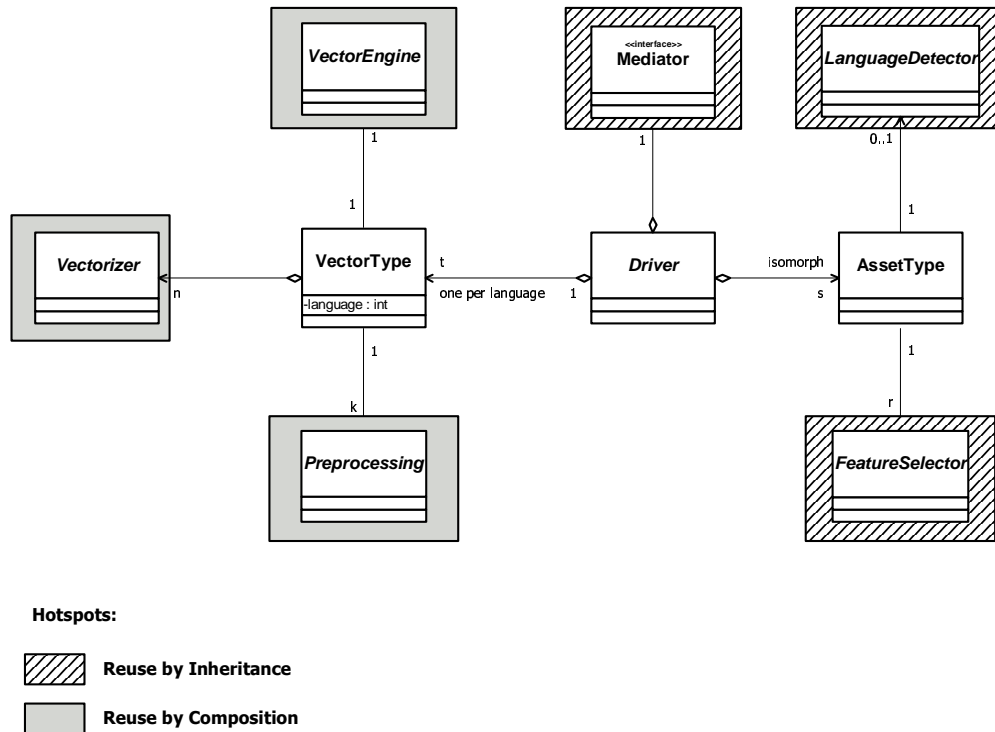 VectorEngine
<<interface>>
Mediator
LanguageDetector
1
1
0..1
1
1
Vectorizer
VectorType
t
Driver
isomorph
AssetType
n
-language : int
one per language
1
s
1
1
k
r
Preprocessing
FeatureSelector
Hotspots:
Reuse by Inheritance
Reuse by Composition